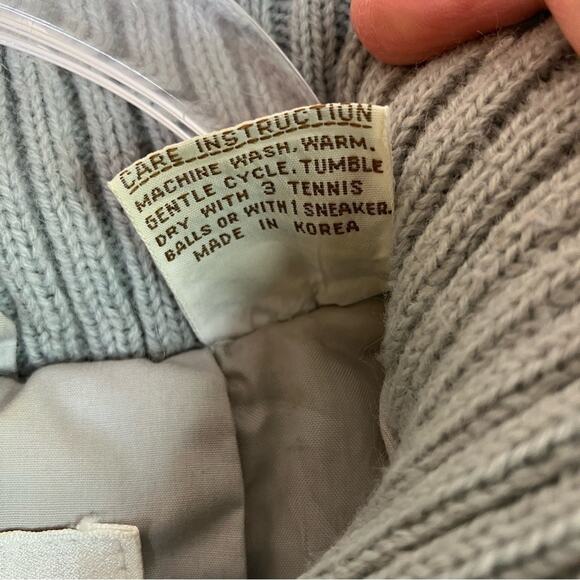 CARE INSTRUCTION
MACHINE WASH, WARM.
GENTLE CYCLE, TUMBLE
DRY WITH 3 TENNIS
BALLS OR WITH 1 SNEAKER.
MADE IN KOREA